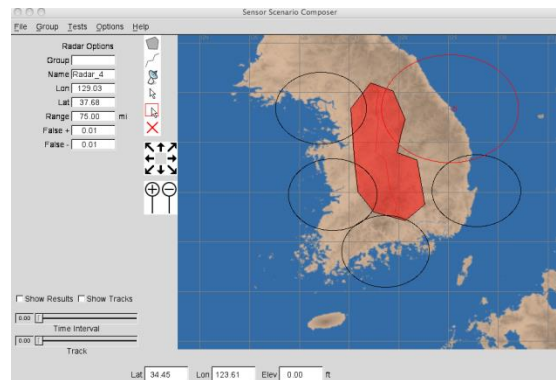 Sensor Scenario Composer
File Group Tests Options Help
Radar Options
Group
Name Radar_4
Lon 129.03
Lat 37.68
Range 75.00 mi
False + 0.01
False - 0.01
Show Results Show Tracks
0.00
Time Interval
0.00
Track
Lat 34.45 Lon 123.61 Elev 0.00 ft